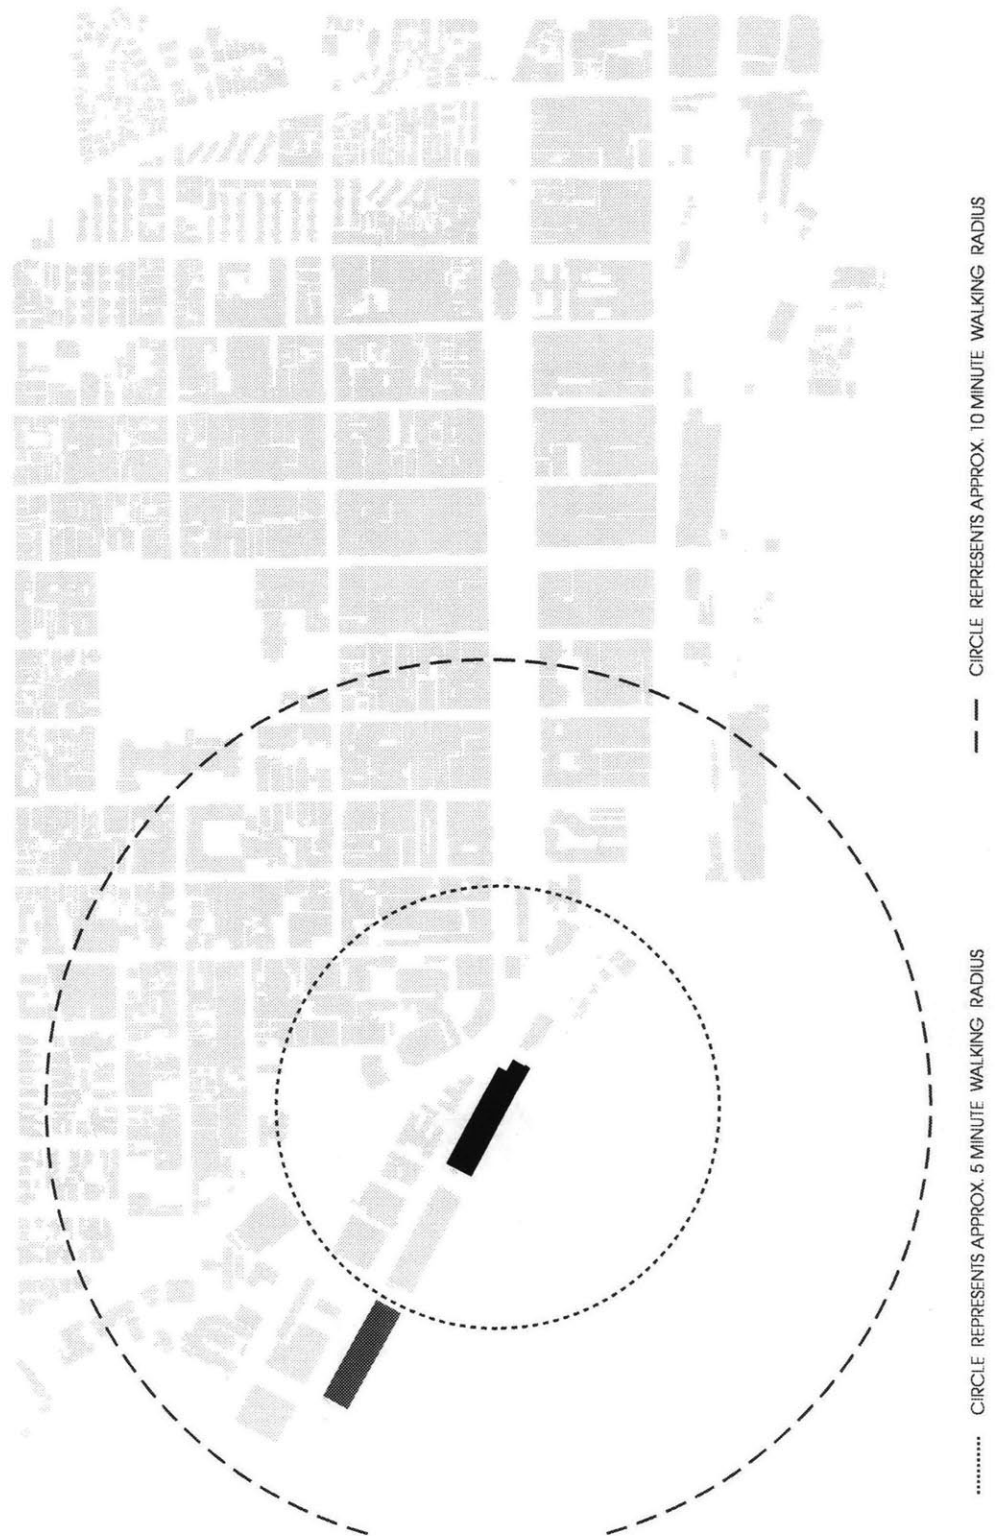 CIRCLE REPRESENTS APPROX. 10 MINUTE WALKING RADIUS
CIRCLE REPRESENTS APPROX. 5 MINUTE WALKING RADIUS